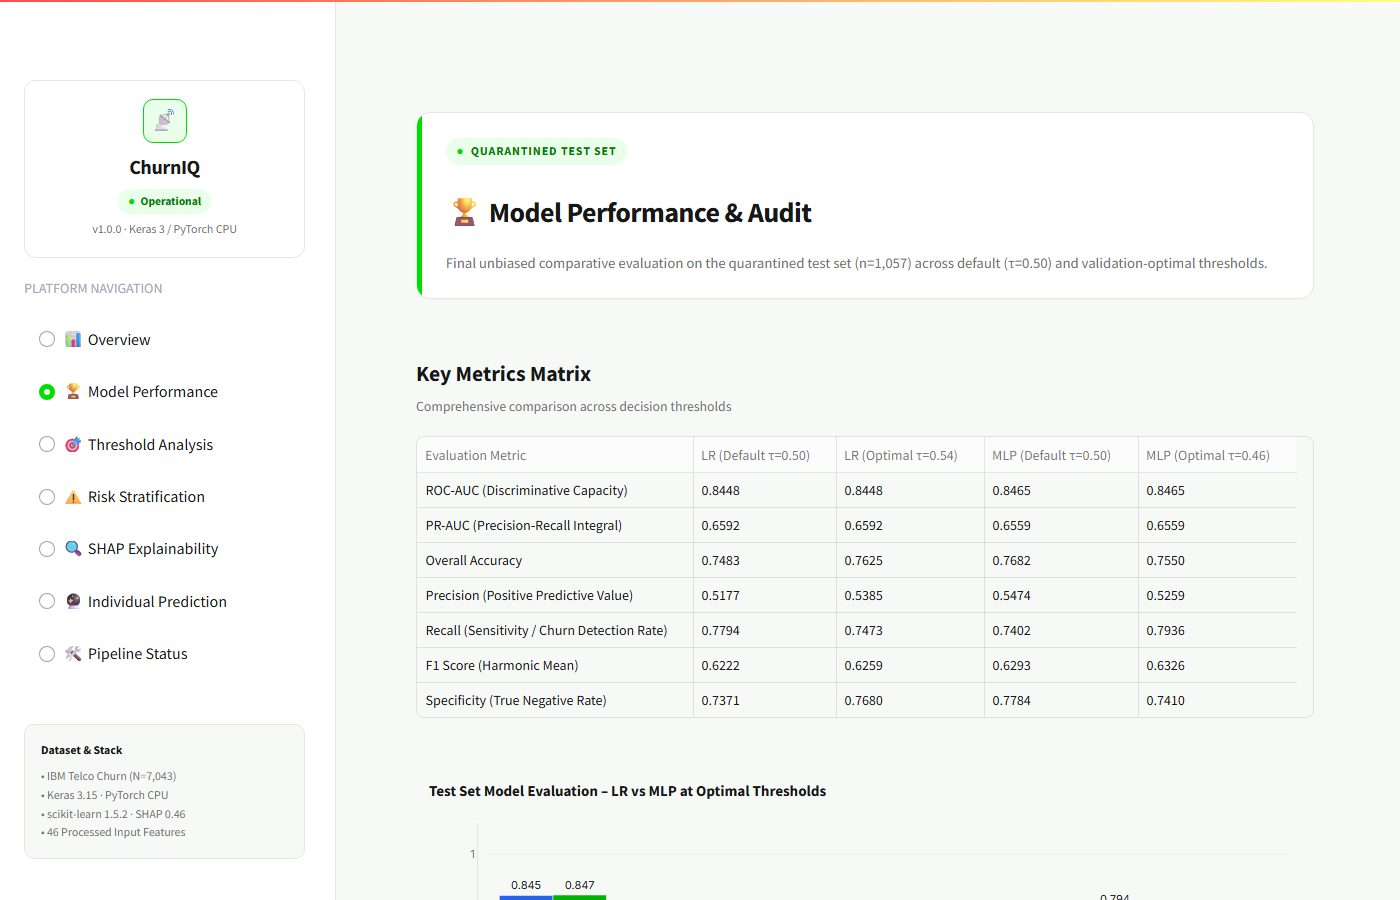 ChurnIQ
Operational
v1.0.0 · Keras 3 / PyTorch CPU
PLATFORM NAVIGATION
Overview
Model Performance
Threshold Analysis
Risk Stratification
SHAP Explainability
Individual Prediction
Pipeline Status
Dataset & Stack
• IBM Telco Churn (N=7,043)
• Keras 3.15 · PyTorch CPU
• scikit-learn 1.5.2 · SHAP 0.46
• 46 Processed Input Features
QUARANTINED TEST SET
Model Performance & Audit
Final unbiased comparative evaluation on the quarantined test set (n=1,057) across default (τ=0.50) and validation-optimal thresholds.
Key Metrics Matrix
Comprehensive comparison across decision thresholds
Evaluation Metric LR (Default τ=0.50) LR (Optimal τ=0.54) MLP (Default τ=0.50) MLP (Optimal τ=0.46)
ROC-AUC (Discriminative Capacity) 0.8448 0.8448 0.8465 0.8465
PR-AUC (Precision-Recall Integral) 0.6592 0.6592 0.6559 0.6559
Overall Accuracy 0.7483 0.7625 0.7682 0.7550
Precision (Positive Predictive Value) 0.5177 0.5385 0.5474 0.5259
Recall (Sensitivity / Churn Detection Rate) 0.7794 0.7473 0.7402 0.7936
F1 Score (Harmonic Mean) 0.6222 0.6259 0.6293 0.6326
Specificity (True Negative Rate) 0.7371 0.7680 0.7784 0.7410
Test Set Model Evaluation – LR vs MLP at Optimal Thresholds
1
0.845 0.847
0.794